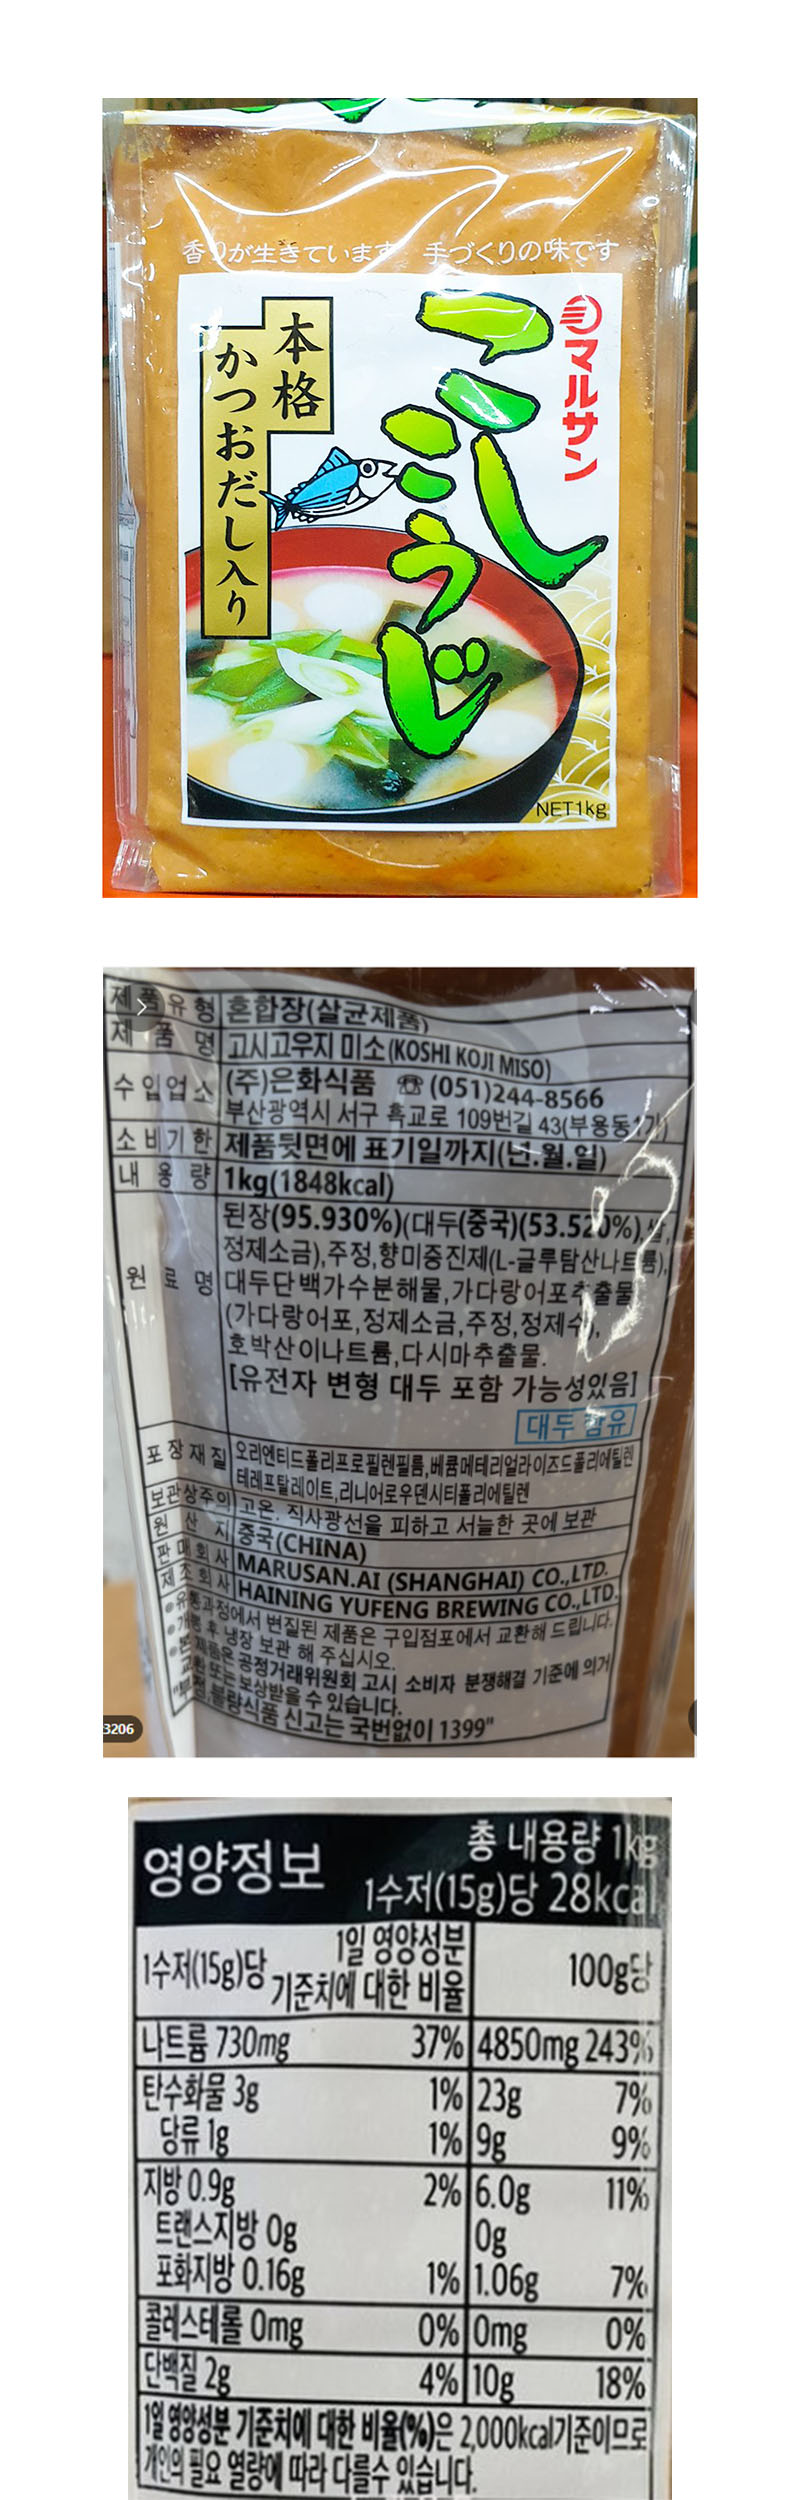 香りが生きています 手づくりの味です
マルサン
こしこうじ
本格
かつおだし入り
NET1kg
제품유형 혼합장(살균제품)
제 품 명 고시고우지 미소(KOSHI KOJI MISO)
수입업소 (주)은화식품 ☎ (051)244-8566
부산광역시 서구 흑교로 109번길 43(부용동1가)
소비기한 제품뒷면에 표기일까지(년.월.일)
내 용 량 1kg(1848kcal)
된장(95.930%)(대두(중국)(53.520%),쌀,
정제소금),주정,향미증진제(L-글루탐산나트륨),
원 료 명 대두단백가수분해물,가다랑어포추출물
(가다랑어포,정제소금,주정,정제수),
호박산이나트륨,다시마추출물.
[유전자 변형 대두 포함 가능성있음]
대두 함유
포장재질 오리엔티드폴리프로필렌필름,베큠메테리얼라이즈드폴리에틸렌
테레프탈레이트,리니어로우덴시티폴리에틸렌
보관상주의 고온. 직사광선을 피하고 서늘한 곳에 보관
원 산 지 중국(CHINA)
판매회사 MARUSAN.AI (SHANGHAI) CO.,LTD.
제조회사 HAINING YUFENG BREWING CO.,LTD.
●유통과정에서 변질된 제품은 구입점포에서 교환해 드립니다.
●개봉 후 냉장 보관 해 주십시오.
●본제품은 공정거래위원회 고시 소비자 분쟁해결 기준에 의거
교환 또는 보상받을 수 있습니다.
"부정,불량식품 신고는 국번없이 1399"
3206
영양정보
총 내용량 1kg
1수저(15g)당 28kcal
1수저(15g)당 1일 영양성분 기준치에 대한 비율 100g당
나트륨 730mg 37% 4850mg 243%
탄수화물 3g 1% 23g 7%
당류 1g 1% 9g 9%
지방 0.9g 2% 6.0g 11%
트랜스지방 0g 0g
포화지방 0.16g 1% 1.06g 7%
콜레스테롤 0mg 0% 0mg 0%
단백질 2g 4% 10g 18%
1일 영양성분 기준치에 대한 비율(%)은 2,000kcal기준이므로
개인의 필요 열량에 따라 다를수 있습니다.